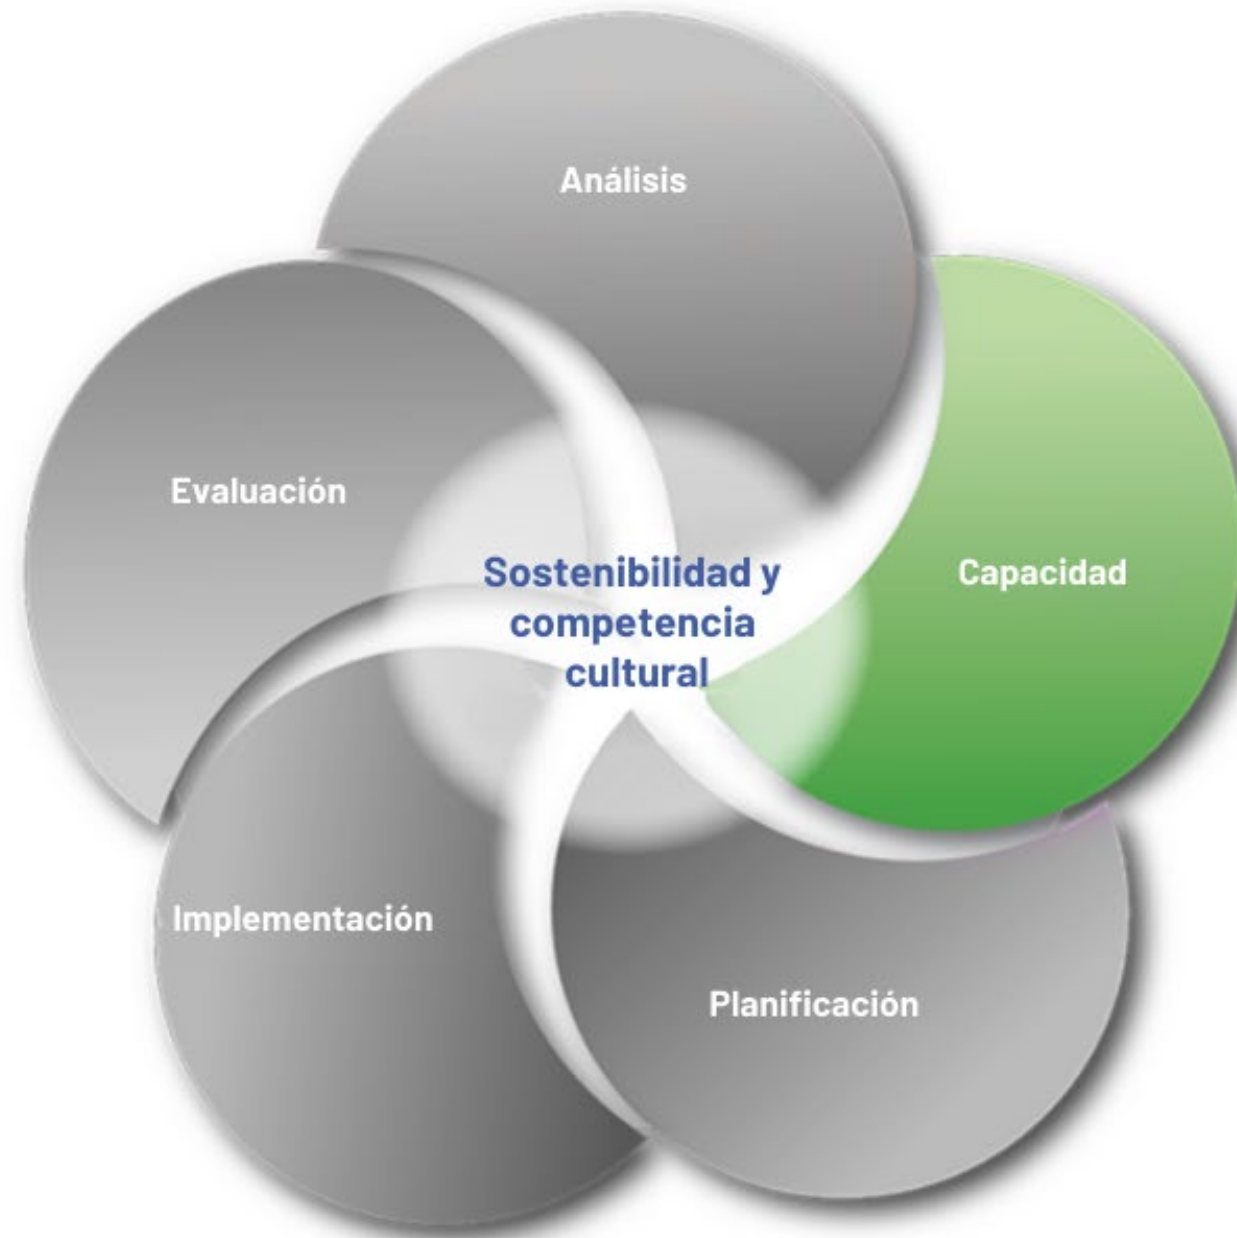 Análisis
Evaluación
Capacidad
Sostenibilidad y
competencia
cultural
Implementación
Planificación